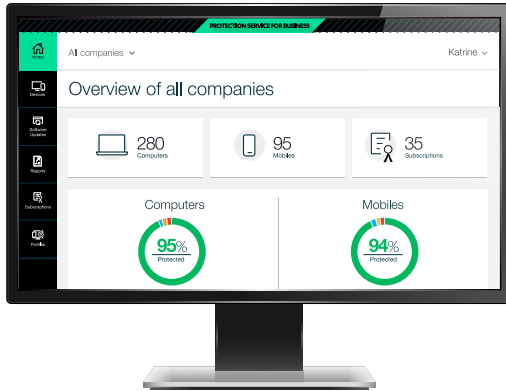 PROTECTION SERVICE FOR BUSINESS
Home
All companies
Katrine
Devices
Overview of all companies
Software
Updates
280
Computers
95
Mobiles
35
Subscriptions
Reports
Subscriptions
Computers
Mobiles
Profiles
95%
Protected
94%
Protected